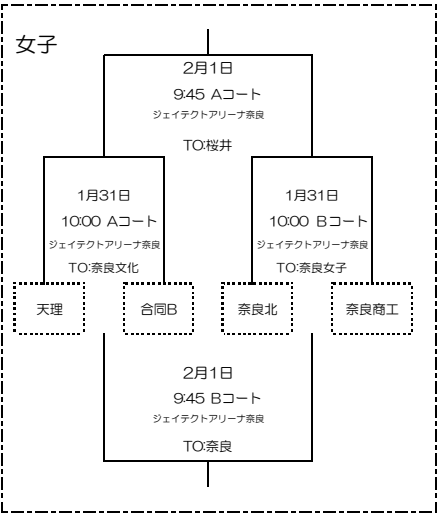 女子
2月1日
9:45 Aコート
ジェイテクトアリーナ奈良
TO:桜井
1月31日
10:00 Aコート
ジェイテクトアリーナ奈良
TO:奈良文化
1月31日
10:00 Bコート
ジェイテクトアリーナ奈良
TO:奈良女子
天理
合同B
奈良北
奈良商工
2月1日
9:45 Bコート
ジェイテクトアリーナ奈良
TO:奈良